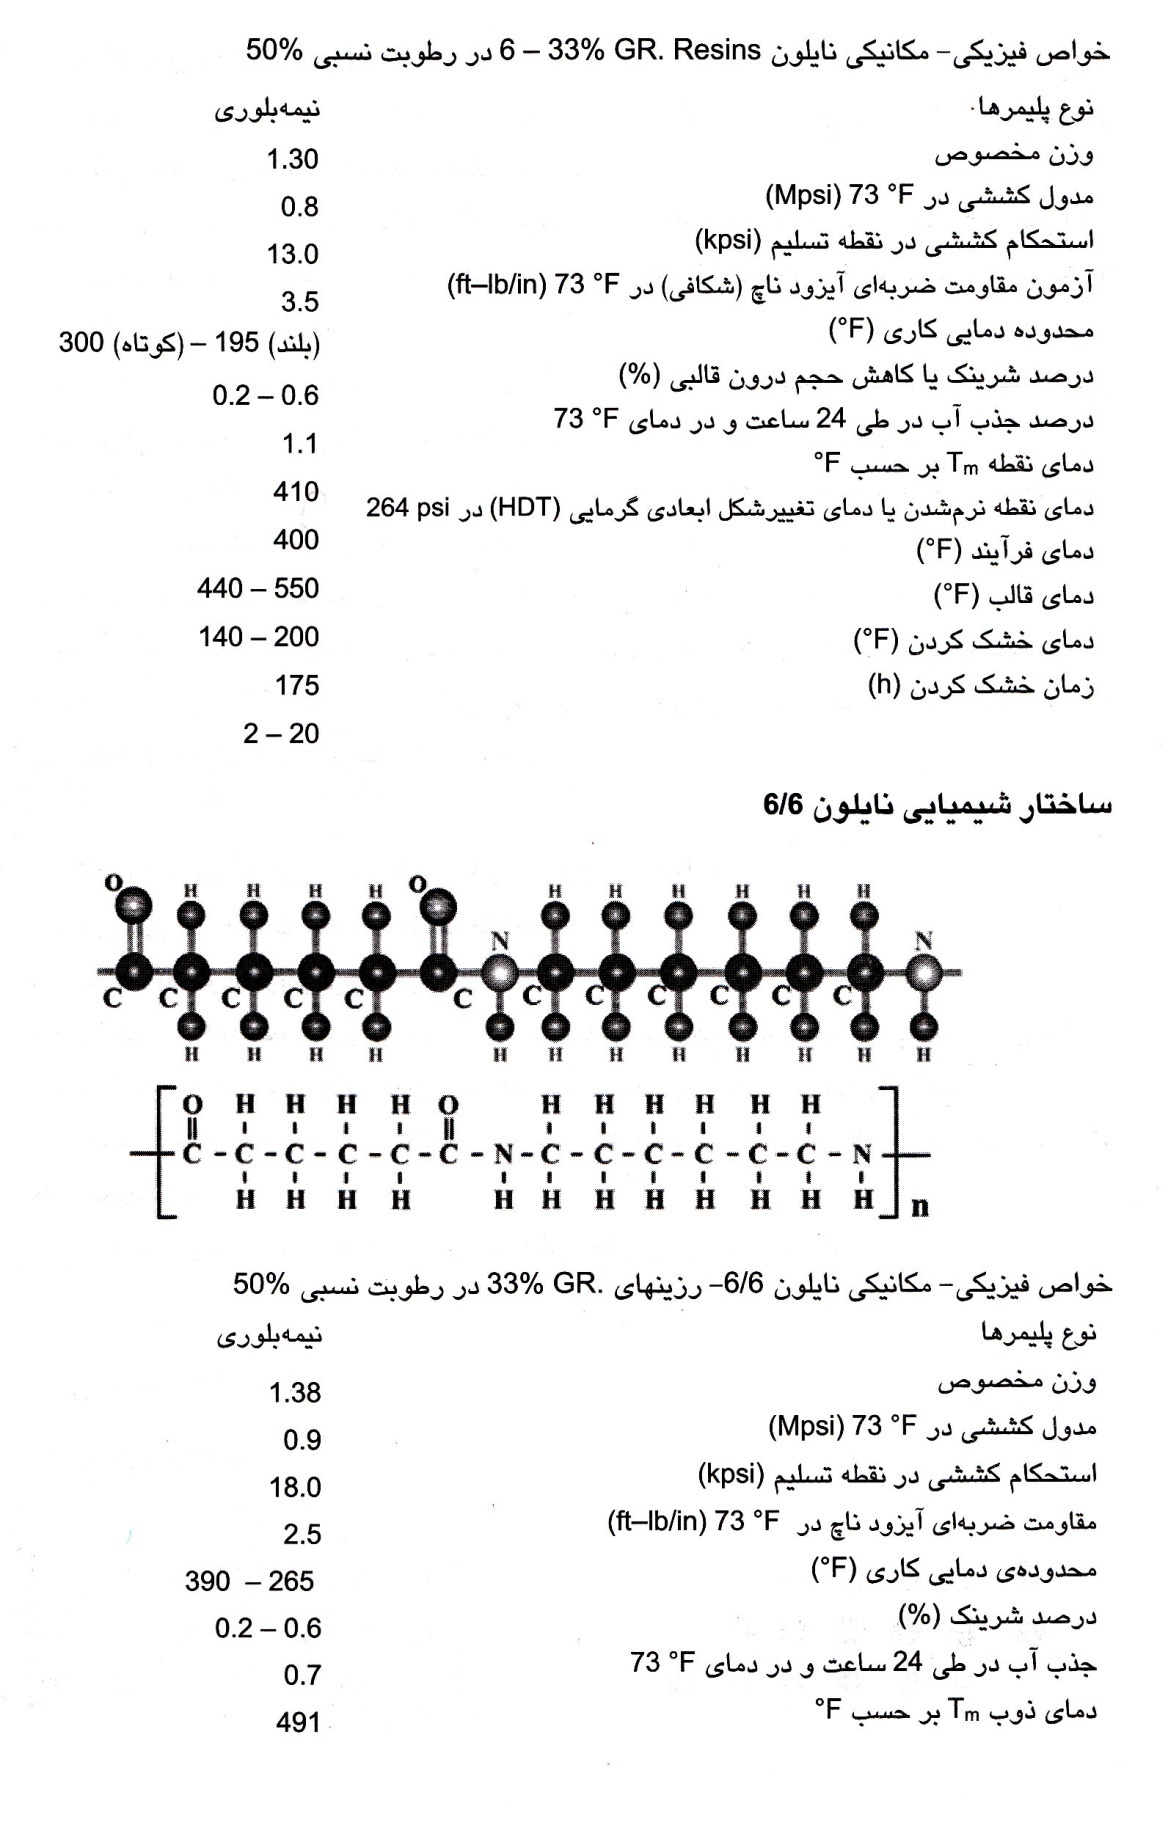 خواص فیزیکی– مکانیکی نایلون 6 – 33% GR. Resins در رطوبت نسبی 50%
نوع پلیمرها نیمه‌بلوری
وزن مخصوص 1.30
مدول کششی در 73 °F (Mpsi) 0.8
استحکام کششی در نقطه تسلیم (kpsi) 13.0
آزمون مقاومت ضربه‌ای آیزود ناچ (شکافی) در 73 °F (ft–lb/in) 3.5
محدوده دمایی کاری (°F) (بلند) 195 – (کوتاه) 300
درصد شرینک یا کاهش حجم درون قالبی (%) 0.2 – 0.6
درصد جذب آب در طی 24 ساعت و در دمای 73 °F 1.1
دمای نقطه Tm بر حسب °F 410
دمای نقطه نرم‌شدن یا دمای تغییرشکل ابعادی گرمایی (HDT) در 264 psi 400
دمای فرآیند (°F) 440 – 550
دمای قالب (°F) 140 – 200
دمای خشک کردن (°F) 175
زمان خشک کردن (h) 2 – 20
ساختار شیمیایی نایلون 6/6
O H H H H O H H H H H H
N N
C C C C C C C C C C C C
H H H H H H H H H H H H
O H H H H O H H H H H H
C - C - C - C - C - C - N - C - C - C - C - C - C - N
H H H H H H H H H H H H
n
خواص فیزیکی– مکانیکی نایلون 6/6– رزینهای 33% GR. در رطوبت نسبی 50%
نوع پلیمرها نیمه‌بلوری
وزن مخصوص 1.38
مدول کششی در 73 °F (Mpsi) 0.9
استحکام کششی در نقطه تسلیم (kpsi) 18.0
مقاومت ضربه‌ای آیزود ناچ در 73 °F (ft–lb/in) 2.5
محدوده‌ی دمایی کاری (°F) 390 – 265
درصد شرینک (%) 0.2 – 0.6
جذب آب در طی 24 ساعت و در دمای 73 °F 0.7
دمای ذوب Tm بر حسب °F 491